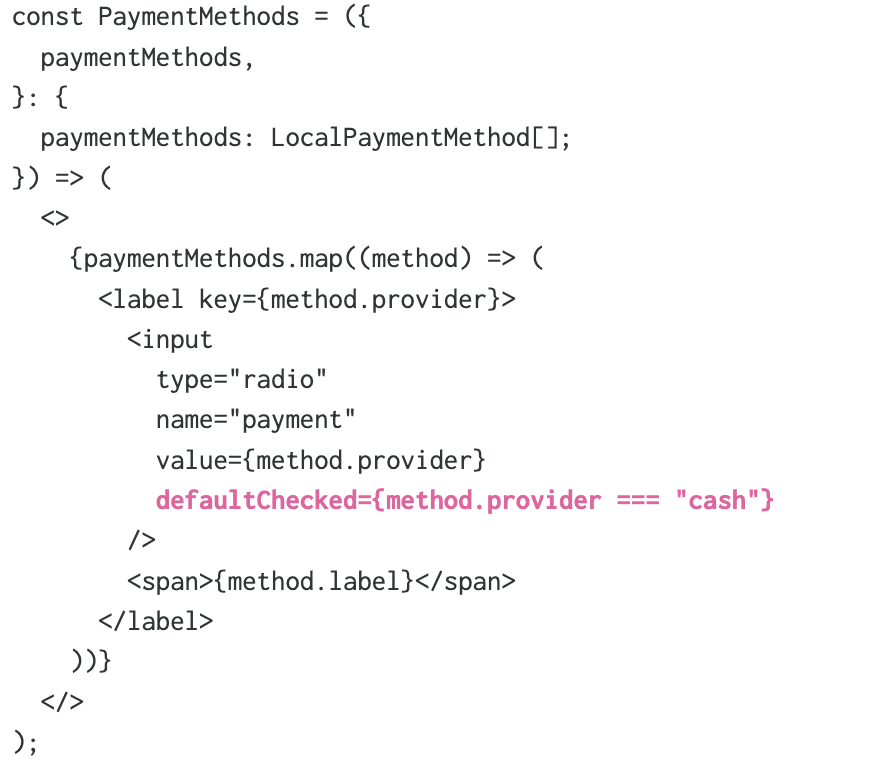 const PaymentMethods = ({
  paymentMethods,
}: {
  paymentMethods: LocalPaymentMethod[];
}) => (
  <>
    {paymentMethods.map((method) => (
      <label key={method.provider}>
        <input
          type="radio"
          name="payment"
          value={method.provider}
          defaultChecked={method.provider === "cash"}
        />
        <span>{method.label}</span>
      </label>
    ))}
  </>
);